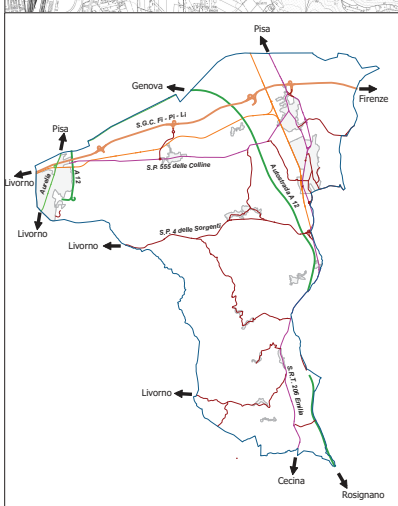 Pisa
Genova
Firenze
S.G.C. Fi - Pi - Li
Pisa
S.P. 555 delle Colline
Livorno
Aurelia
A 12
Autostrada A 12
Livorno
S.P. 4 delle Sorgenti
Livorno
S.R.T. 206 Emilia
Livorno
Cecina
Rosignano